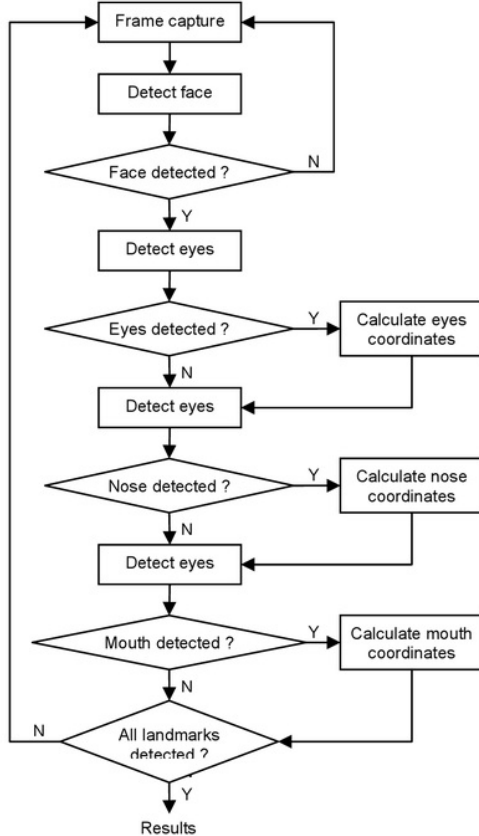 Frame capture
Detect face
Face detected ?
N
Y
Detect eyes
Eyes detected ?
Y
Calculate eyes
coordinates
N
Detect eyes
Nose detected ?
Y
Calculate nose
coordinates
N
Detect eyes
Mouth detected ?
Y
Calculate mouth
coordinates
N
All landmarks
detected ?
N
Y
Results